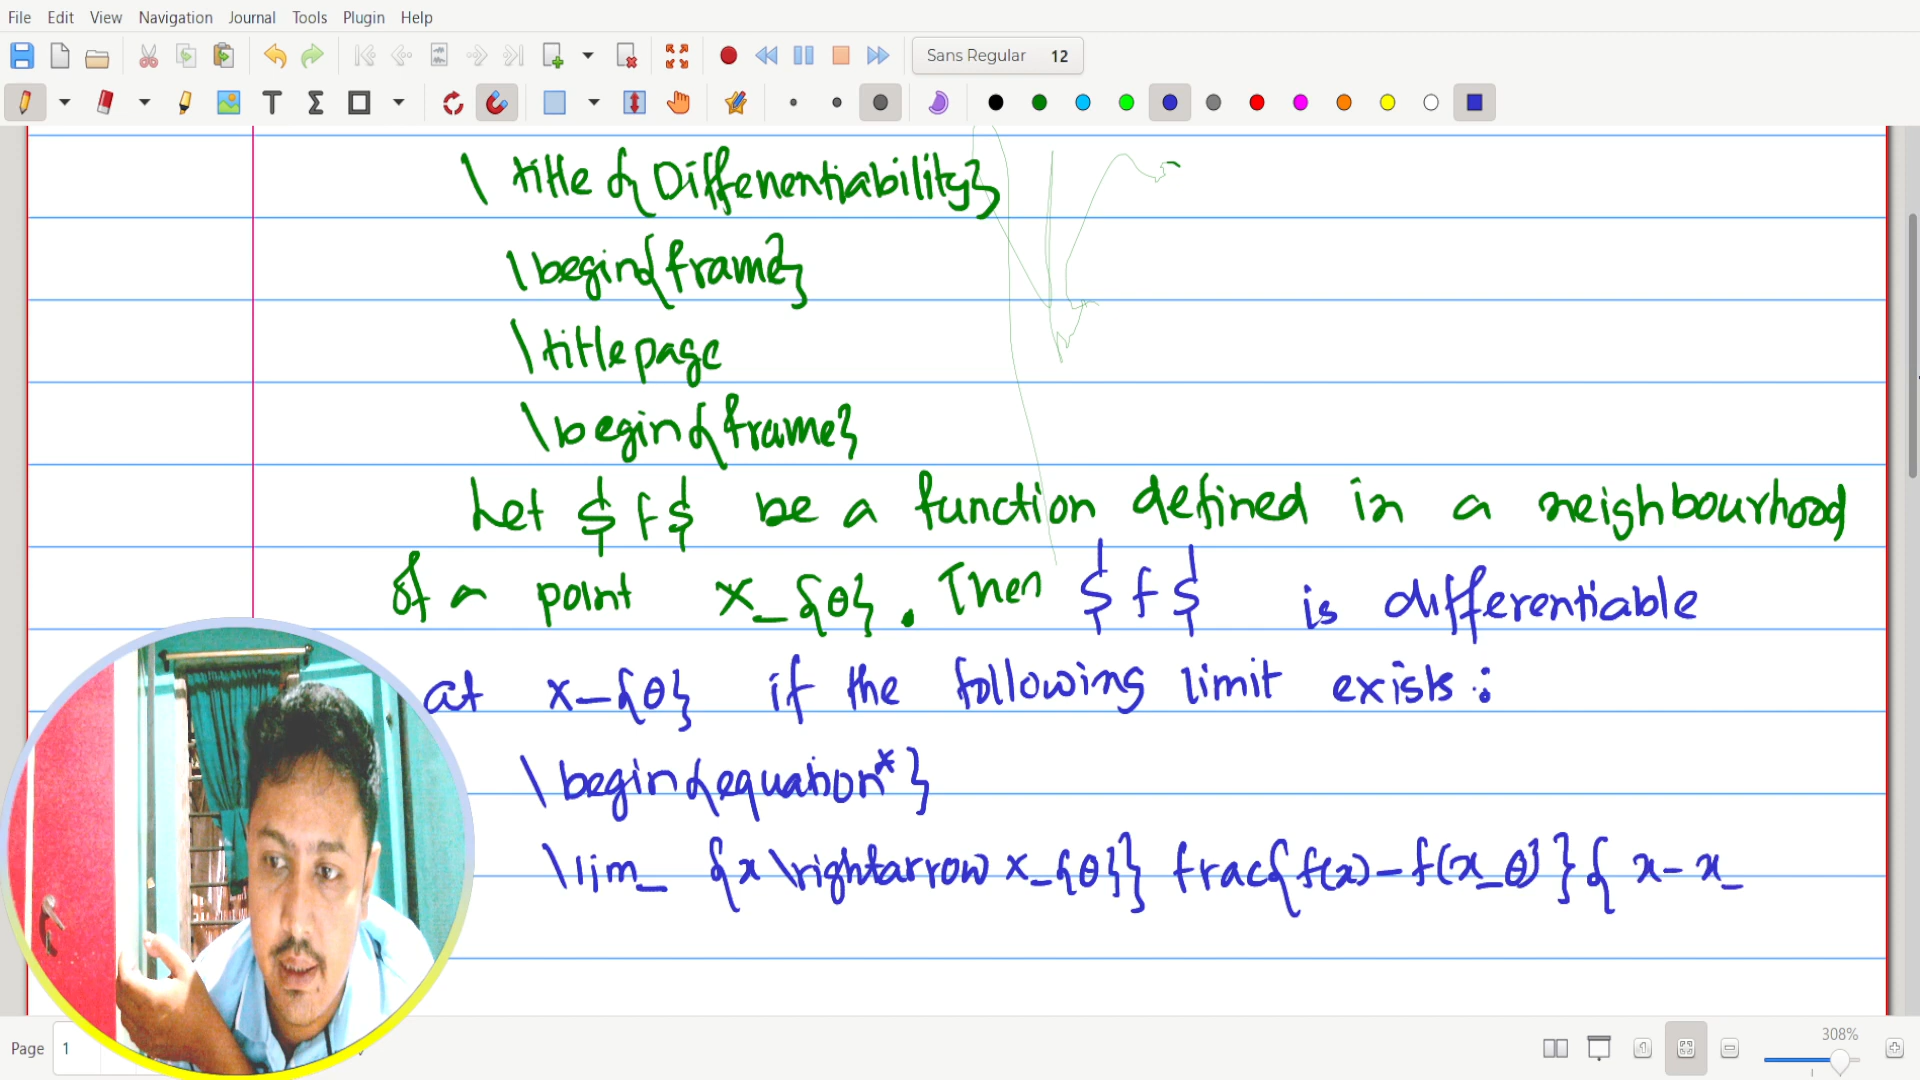 File Edit View Navigation Journal Tools Plugin Help
Sans Regular 12
\ title{Differentiability}
\begin{frame}
\titlepage
\begin{frame}
Let $f$ be a function defined in a neighbourhood
of a point x_{0}. Then $f$ is differentiable
at x_{0} if the following limit exists:
\begin{equation*}
\lim_ {x \rightarrow x_{0}} frac{f(x)-f(x_0)}{ x-x_
Page 1
308%